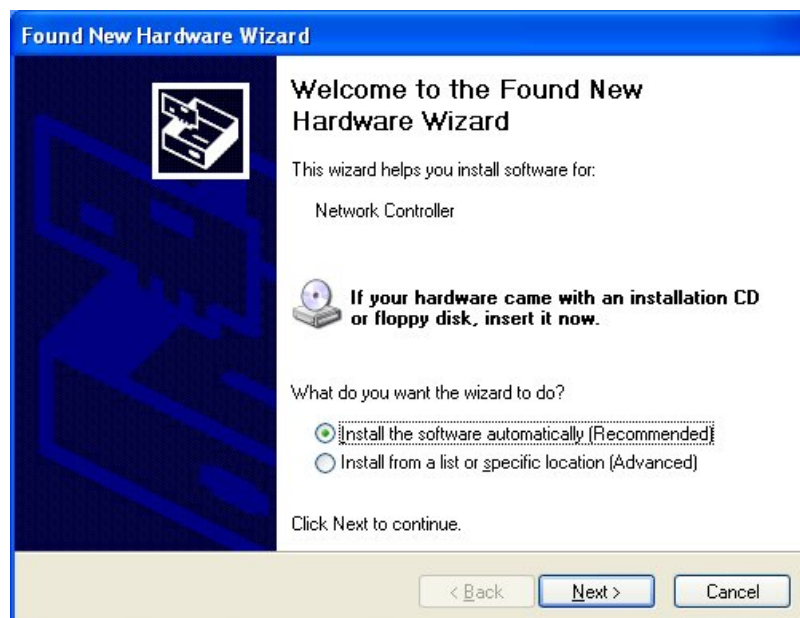 Found New Hardware Wizard
Welcome to the Found New
Hardware Wizard
This wizard helps you install software for:
Network Controller
If your hardware came with an installation CD
or floppy disk, insert it now.
What do you want the wizard to do?
Install the software automatically (Recommended)
Install from a list or specific location (Advanced)
Click Next to continue.
< Back Next > Cancel